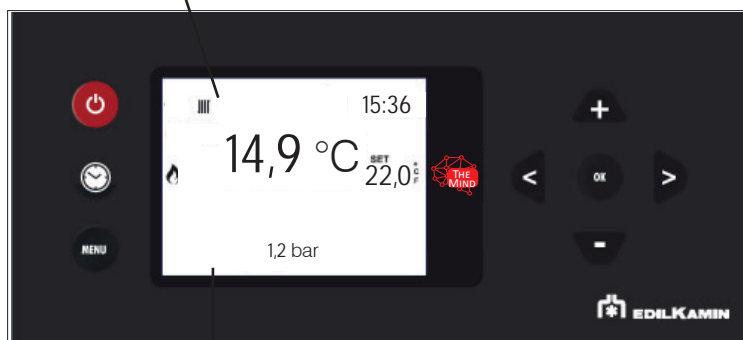 15:36
14,9 °C
SET
22,0
°C
°F
THE
MIND
1,2 bar
MENU
+
<
OK
>
-
EDILKAMIN